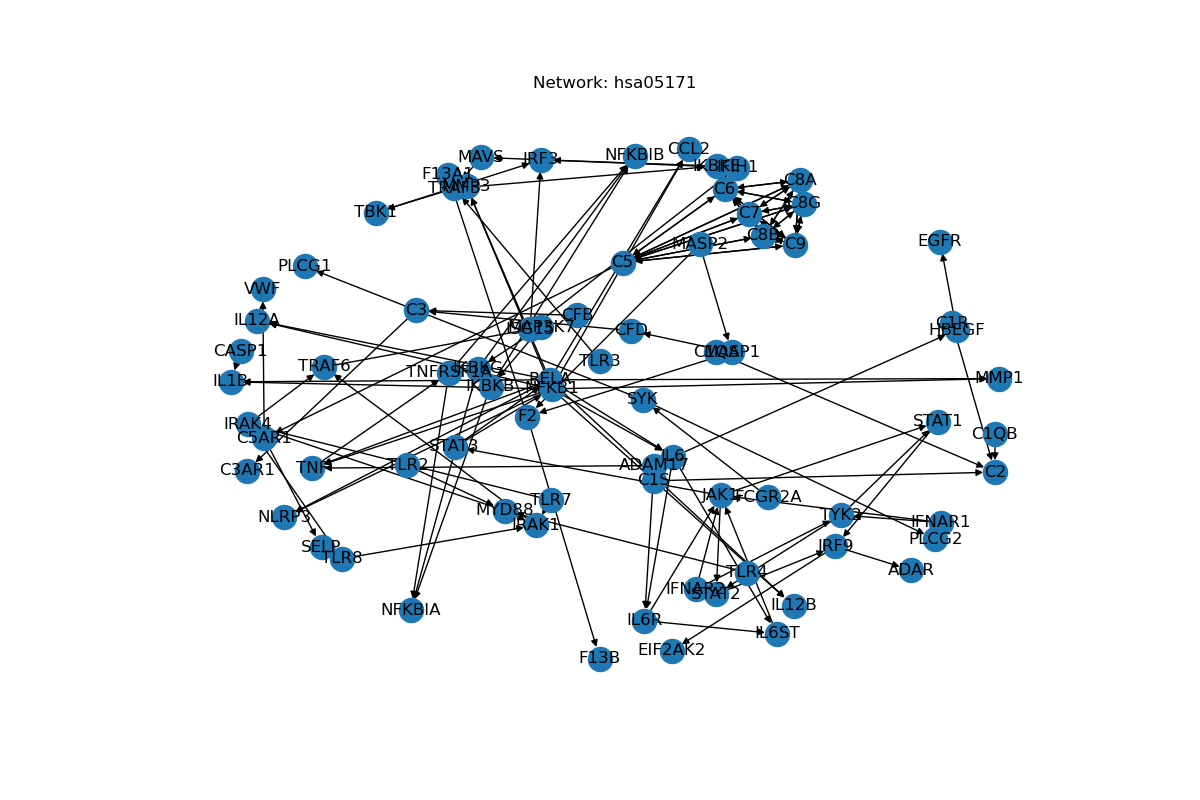 Network: hsa05171
CCL2
NFKBIB
MAVS
IRF3
IKBKE
IFIH1
F13A1
TRAF3
MMP3
C6
C8A
C8G
TBK1
C7
C8B
C9
MASP2
EGFR
C5
PLCG1
VWF
C3
CFB
IL12A
ISG15
MAP3K7
CFD
C1R
HBEGF
CASP1
C1QA
MASP1
TRAF6
TLR3
TNFRSF1A
IKBKG
IL1B
RELA
MMP1
IKBKB
NFKB1
SYK
F2
IRAK4
STAT1
C5AR1
C1QB
STAT3
C3AR1
TNF
TLR2
IL6
ADAM17
C2
C1S
JAK1
FCGR2A
TLR7
NLRP3
MYD88
IRAK1
TYK2
IFNAR1
PLCG2
SELP
TLR8
IRF9
TLR4
ADAR
IFNAR2
STAT2
NFKBIA
IL12B
IL6R
IL6ST
EIF2AK2
F13B